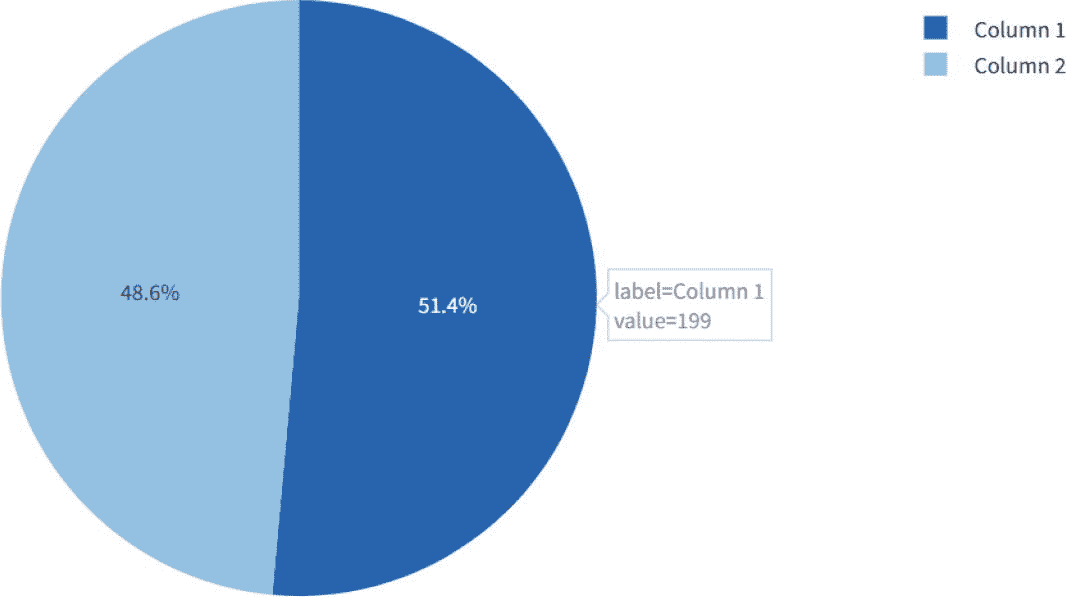 Column 1
Column 2
48.6%
51.4%
label=Column 1
value=199